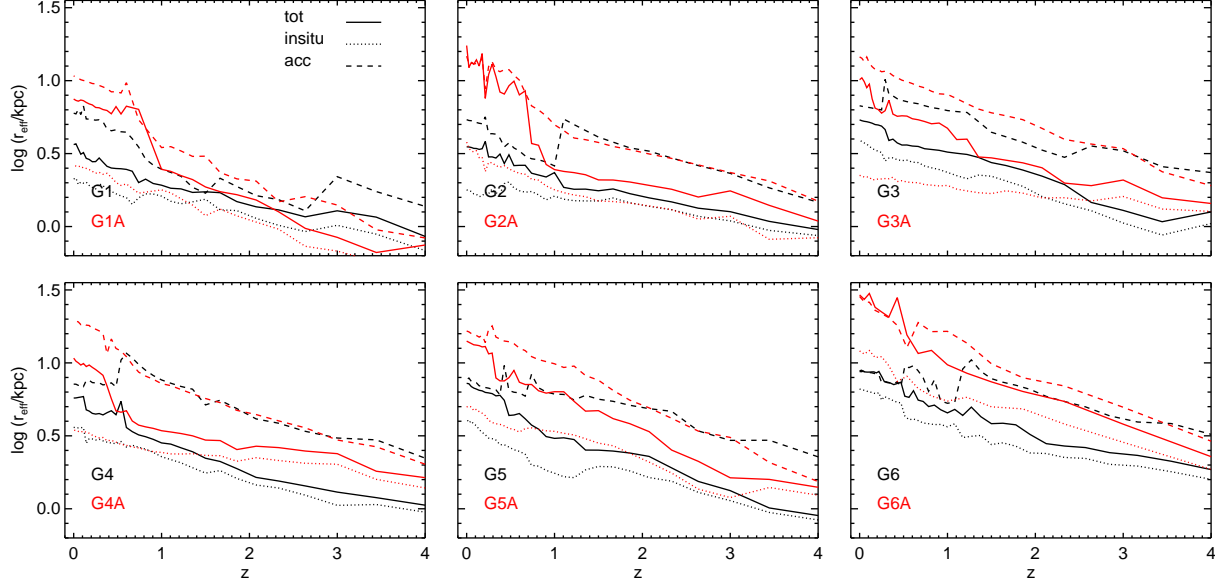 1.5
1.0
0.5
0.0
log (r_eff/kpc)
tot
insitu
acc
G1
G1A
G2
G2A
G3
G3A
1.5
1.0
0.5
0.0
log (r_eff/kpc)
G4
G4A
G5
G5A
G6
G6A
0 1 2 3 4
0 1 2 3 4
0 1 2 3 4
z
z
z